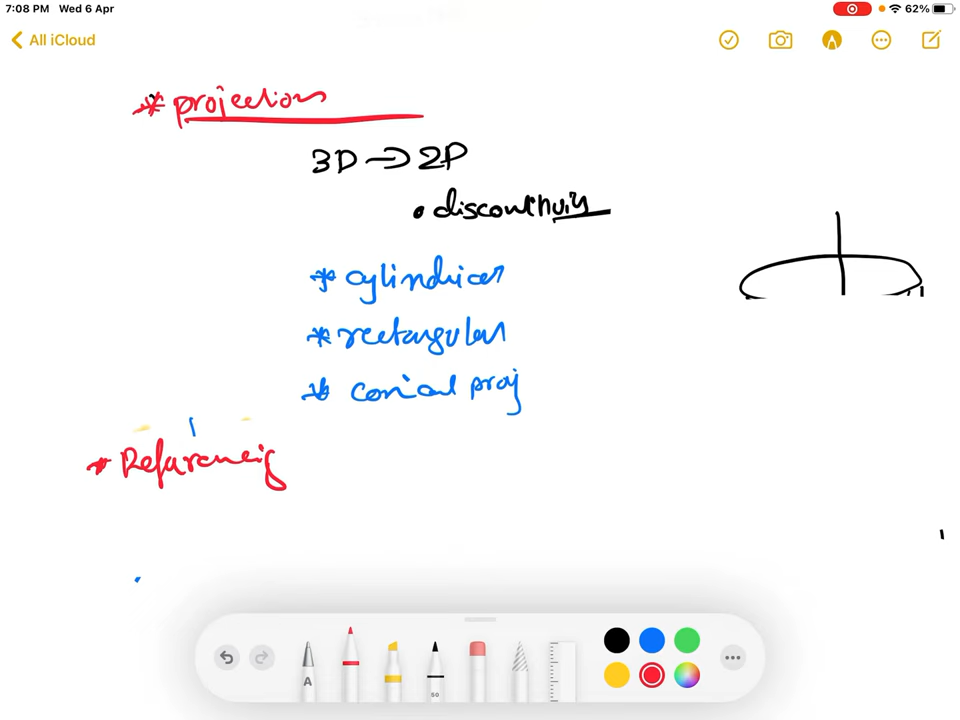 7:08 PM Wed 6 Apr
62%
All iCloud
* projections
3D → 2D
• discontinuity
* cylindrical
* rectangular
* conical proj
* Referencing
A
50